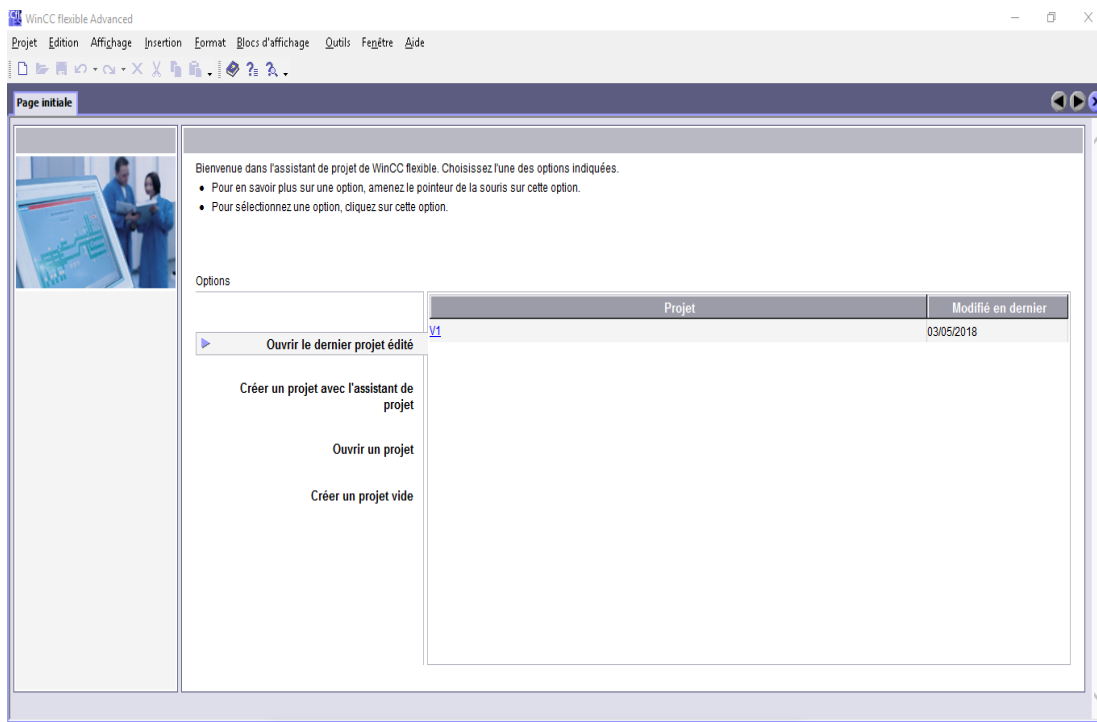 WinCC flexible Advanced
Projet Edition Affichage Insertion Format Blocs d'affichage Outils Fenêtre Aide
Page initiale
Bienvenue dans l'assistant de projet de WinCC flexible. Choisissez l'une des options indiquées.
• Pour en savoir plus sur une option, amenez le pointeur de la souris sur cette option.
• Pour sélectionnez une option, cliquez sur cette option.
Options
Projet Modifié en dernier
V1 03/05/2018
Ouvrir le dernier projet édité
Créer un projet avec l'assistant de
projet
Ouvrir un projet
Créer un projet vide